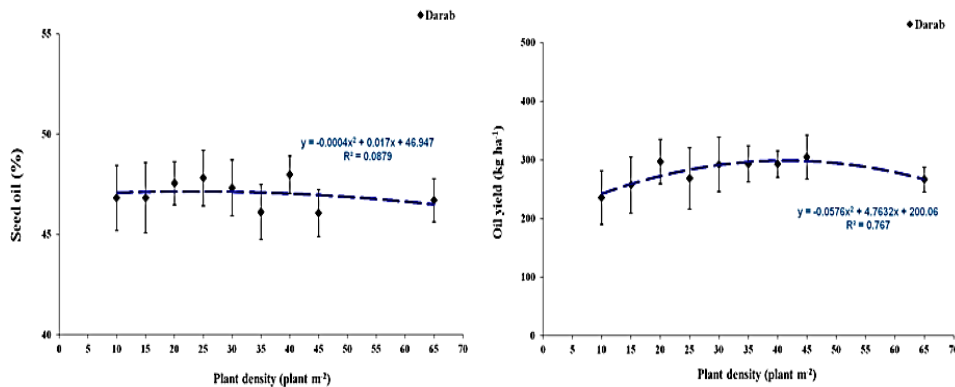 Darab
55
50
45
40
Seed oil (%)
y = -0.0004x² + 0.017x + 46.947
R² = 0.0879
0 5 10 15 20 25 30 35 40 45 50 55 60 65 70
Plant density (plant m⁻²)
Darab
500
400
300
200
100
0
Oil yield (kg ha⁻¹)
y = -0.0576x² + 4.7632x + 200.06
R² = 0.767
0 5 10 15 20 25 30 35 40 45 50 55 60 65 70
Plant density (plant m⁻²)